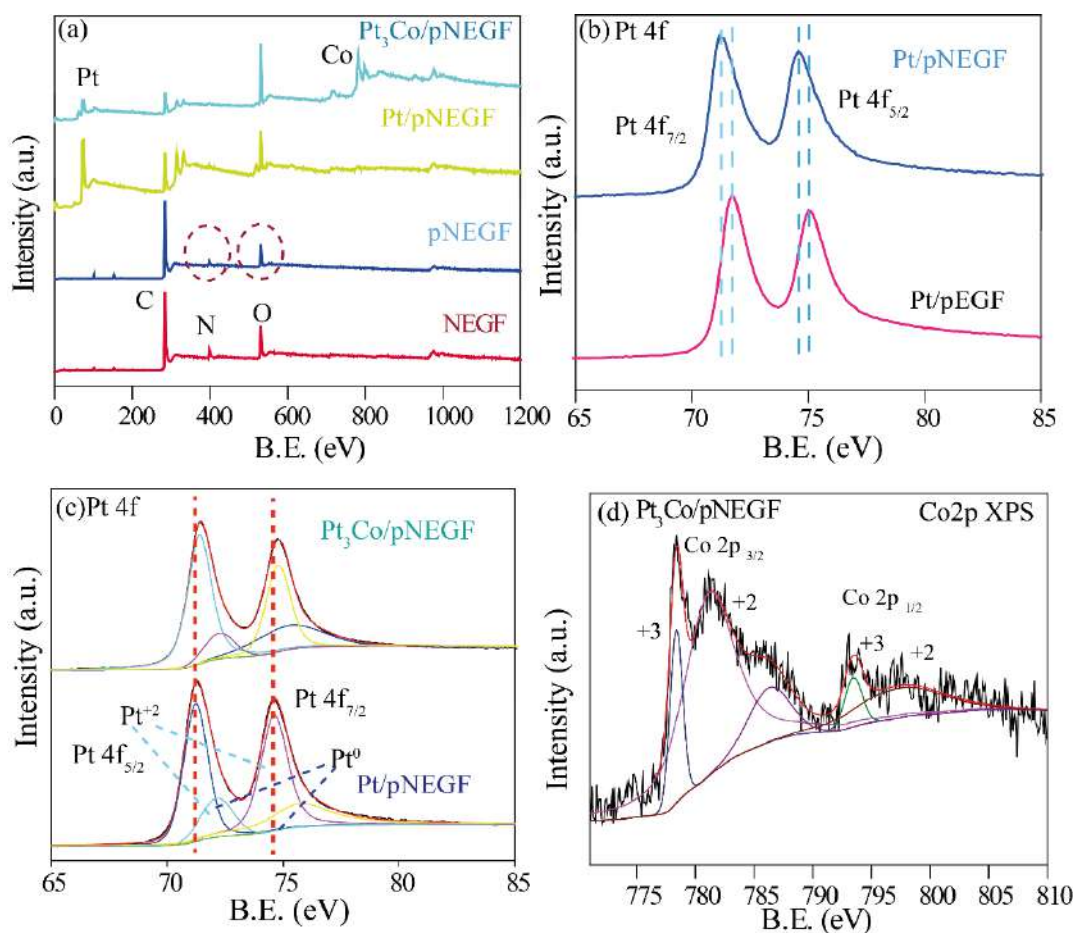 (a)
Pt₃Co/pNEGF
Pt
Co
Pt/pNEGF
pNEGF
C
N
O
NEGF
Intensity (a.u.)
0 200 400 600 800 1000 1200
B.E. (eV)
(b) Pt 4f
Pt/pNEGF
Pt 4f₇/₂
Pt 4f₅/₂
Pt/pEGF
Intensity (a.u.)
65 70 75 80 85
B.E. (eV)
(c) Pt 4f
Pt₃Co/pNEGF
Pt⁺²
Pt 4f₇/₂
Pt 4f₅/₂
Pt⁰
Pt/pNEGF
Intensity (a.u.)
65 70 75 80 85
B.E. (eV)
(d) Pt₃Co/pNEGF
Co2p XPS
Co 2p ₃/₂
+3
+2
Co 2p ₁/₂
+3
+2
Intensity (a.u.)
775 780 785 790 795 800 805 810
B.E. (eV)